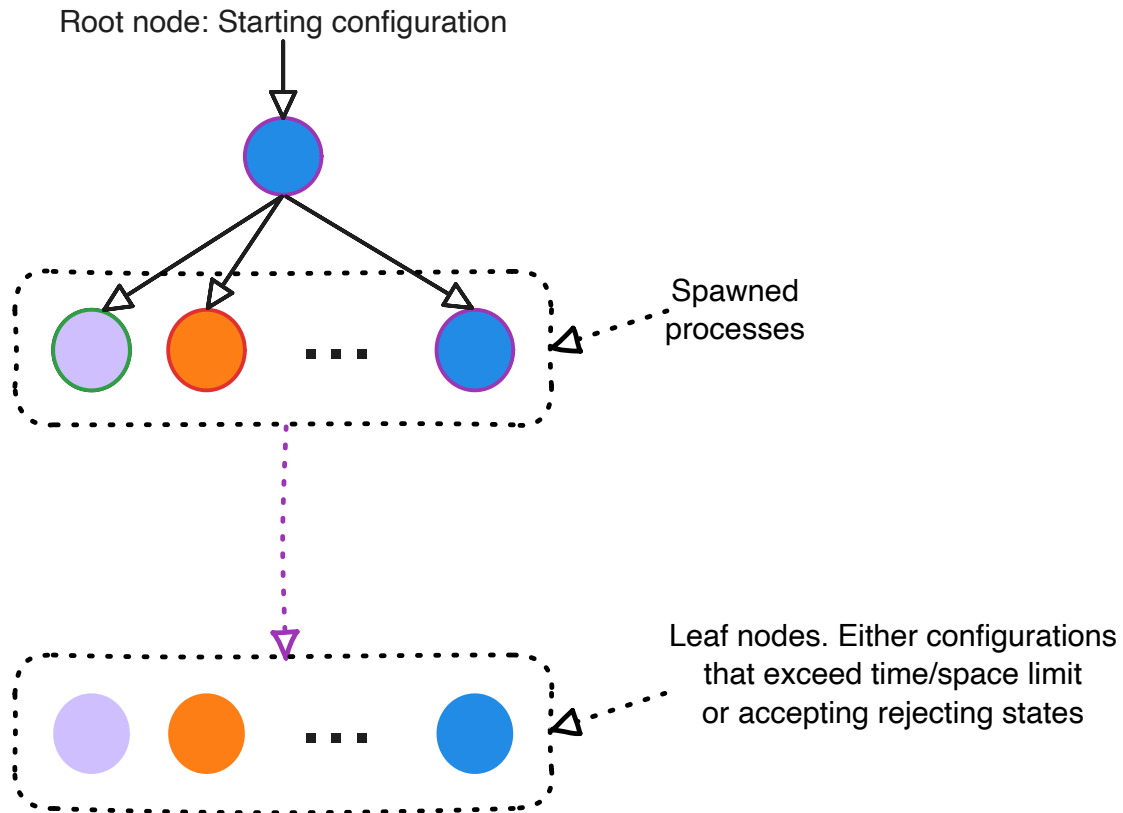 Root node: Starting configuration
Spawned
processes
Leaf nodes. Either configurations
that exceed time/space limit
or accepting rejecting states